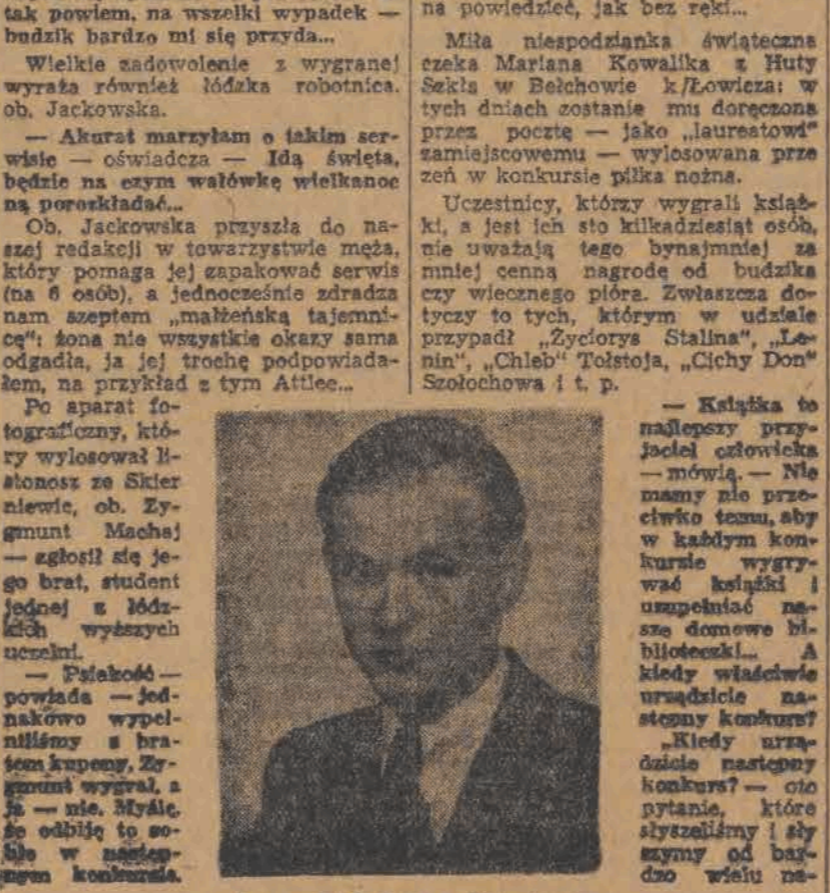 tak powiem, na wszelki wypadek —
budzik bardzo mi się przyda...
Wielkie zadowolenie z wygranej
wyraża również łódzka robotnica,
ob. Jackowska.
— Akurat marzyłam o takim ser-
wisie — oświadcza — Idą święta,
będzie na czym wałówkę wielkanoc
ną porozkładać...
Ob. Jackowska przyszła do na-
szej redakcji w towarzystwie męża,
który pomaga jej zapakować serwis
(na 6 osób), a jednocześnie zdradza
nam szeptem „małżeńską tajemni-
cę“: żona nie wszystkie okazy sama
odgadła, ja jej trochę podpowiada-
łem, na przykład z tym Attlee...
Po aparat fo-
tograficzny, któ-
ry wylosował li-
stonosz ze Skier
niewic, ob. Zy-
gmunt Machaj
— zgłosił się je-
go brat, student
jednej z łódz-
kich wyższych
uczelni.
— Psiakość —
powiada — jed-
nakowo wypeł-
niliśmy z bra-
tem kupony, Zy-
gmunt wygrał, a
ja — nie. Myślę,
że odbiję to so-
bie w następ-
nym konkursie.
na powiedzieć, jak bez ręki...
Miła niespodzianka świąteczna
czeka Mariana Kowalika z Huty
Szkła w Bełchowie k/Łowicza: w
tych dniach zostanie mu doręczona
przez pocztę — jako „laureatowi“
zamiejscowemu — wylosowana prze
zeń w konkursie piłka nożna.
Uczestnicy, którzy wygrali książ-
ki, a jest ich sto kilkadziesiąt osób,
nie uważają tego bynajmniej za
mniej cenną nagrodę od budzika
czy wiecznego pióra. Zwłaszcza do-
tyczy to tych, którym w udziale
przypadł „Życiorys Stalina“, „Le-
nin“, „Chleb“ Tołstoja, „Cichy Don“
Szołochowa i t. p.
— Książka to
najlepszy przy-
jaciel człowieka
— mówią. — Nie
mamy nic prze-
ciwko temu, aby
w każdym kon-
kursie wygry-
wać książki i
uzupełniać na-
sze domowe bi-
blioteczki... A
kiedy właściwie
urządzicie na-
stępny konkurs?
„Kiedy urzą-
dzicie następny
konkurs? — oto
pytanie, które
słyszeliśmy i sły
szymy od bar-
dzo wielu na-